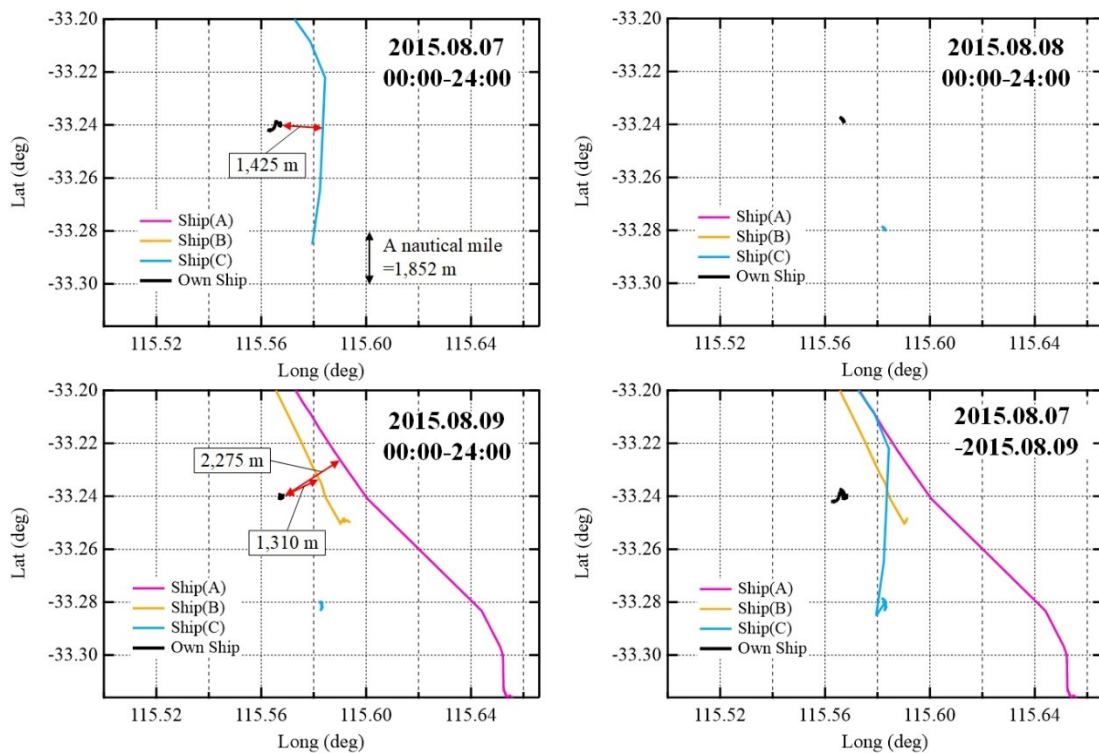 -33.20
-33.22
-33.24
-33.26
-33.28
-33.30
Lat (deg)
2015.08.07
00:00-24:00
1,425 m
Ship(A)
Ship(B)
Ship(C)
Own Ship
A nautical mile
=1,852 m
115.52
115.56
115.60
115.64
Long (deg)
-33.20
-33.22
-33.24
-33.26
-33.28
-33.30
Lat (deg)
2015.08.08
00:00-24:00
Ship(A)
Ship(B)
Ship(C)
Own Ship
115.52
115.56
115.60
115.64
Long (deg)
-33.20
-33.22
-33.24
-33.26
-33.28
-33.30
Lat (deg)
2015.08.09
00:00-24:00
2,275 m
1,310 m
Ship(A)
Ship(B)
Ship(C)
Own Ship
115.52
115.56
115.60
115.64
Long (deg)
-33.20
-33.22
-33.24
-33.26
-33.28
-33.30
Lat (deg)
2015.08.07
-2015.08.09
Ship(A)
Ship(B)
Ship(C)
Own Ship
115.52
115.56
115.60
115.64
Long (deg)